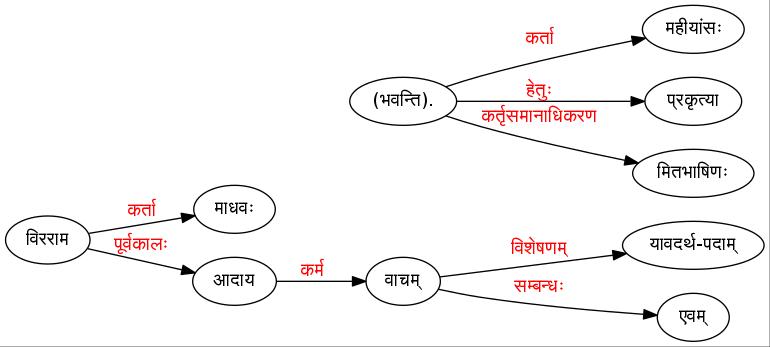 महीयांसः
कर्ता
(भवन्ति).
हेतुः
प्रकृत्या
कर्तृसमानाधिकरण
मितभाषिणः
कर्ता
माधवः
विरराम
पूर्वकालः
आदाय
कर्म
वाचम्
विशेषणम्
यावदर्थ-पदाम्
सम्बन्धः
एवम्